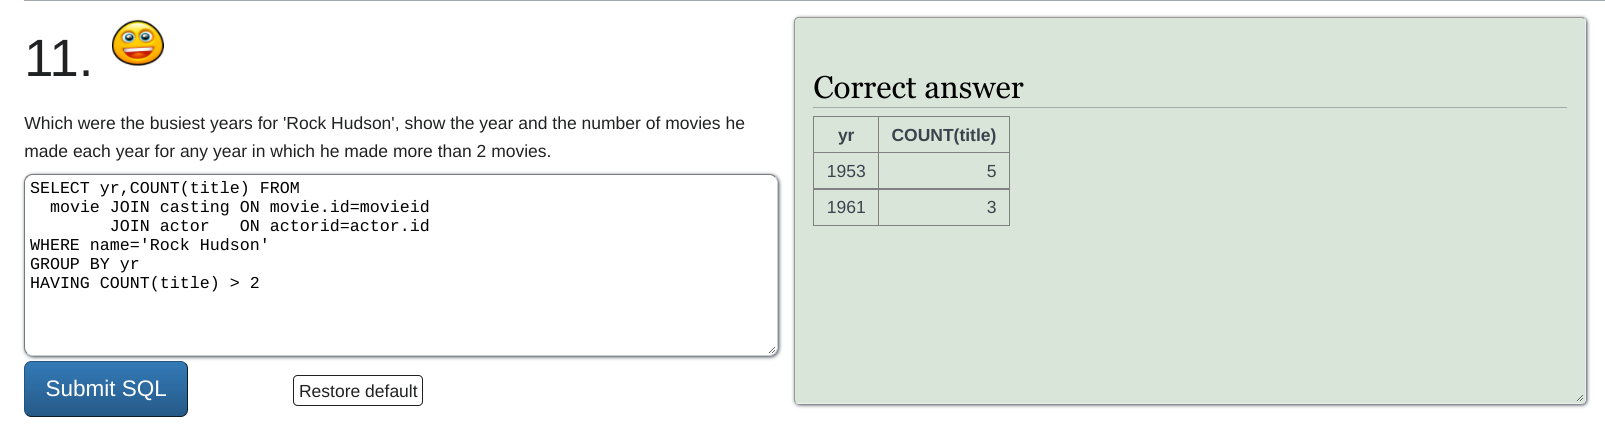 11.
Which were the busiest years for 'Rock Hudson', show the year and the number of movies he
made each year for any year in which he made more than 2 movies.
SELECT yr,COUNT(title) FROM
  movie JOIN casting ON movie.id=movieid
        JOIN actor   ON actorid=actor.id
WHERE name='Rock Hudson'
GROUP BY yr
HAVING COUNT(title) > 2
Submit SQL
Restore default
Correct answer
yr COUNT(title)
1953 5
1961 3